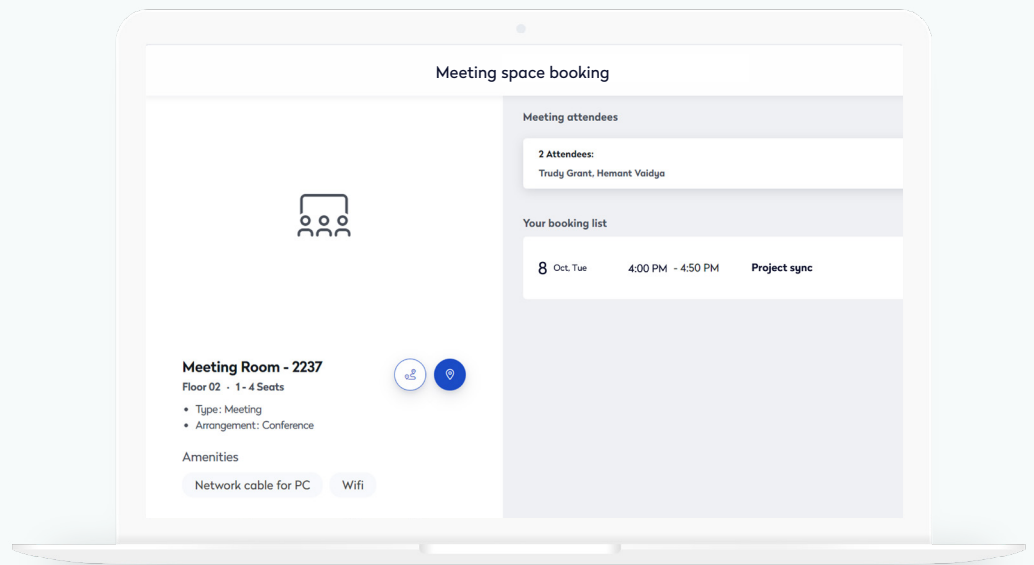 Meeting space booking
Meeting Room - 2237
Floor 02 · 1 - 4 Seats
• Type: Meeting
• Arrangement: Conference
Amenities
Network cable for PC Wifi
Meeting attendees
2 Attendees:
Trudy Grant, Hemant Vaidya
Your booking list
8 Oct, Tue 4:00 PM - 4:50 PM Project sync